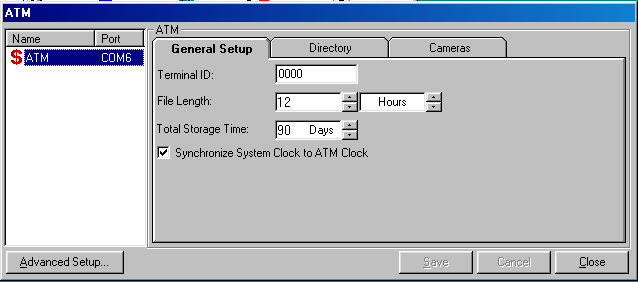 ATM
Name Port
$ ATM COM6
ATM
General Setup Directory Cameras
Terminal ID: 0000
File Length: 12 Hours
Total Storage Time: 90 Days
Synchronize System Clock to ATM Clock
Advanced Setup... Save Cancel Close